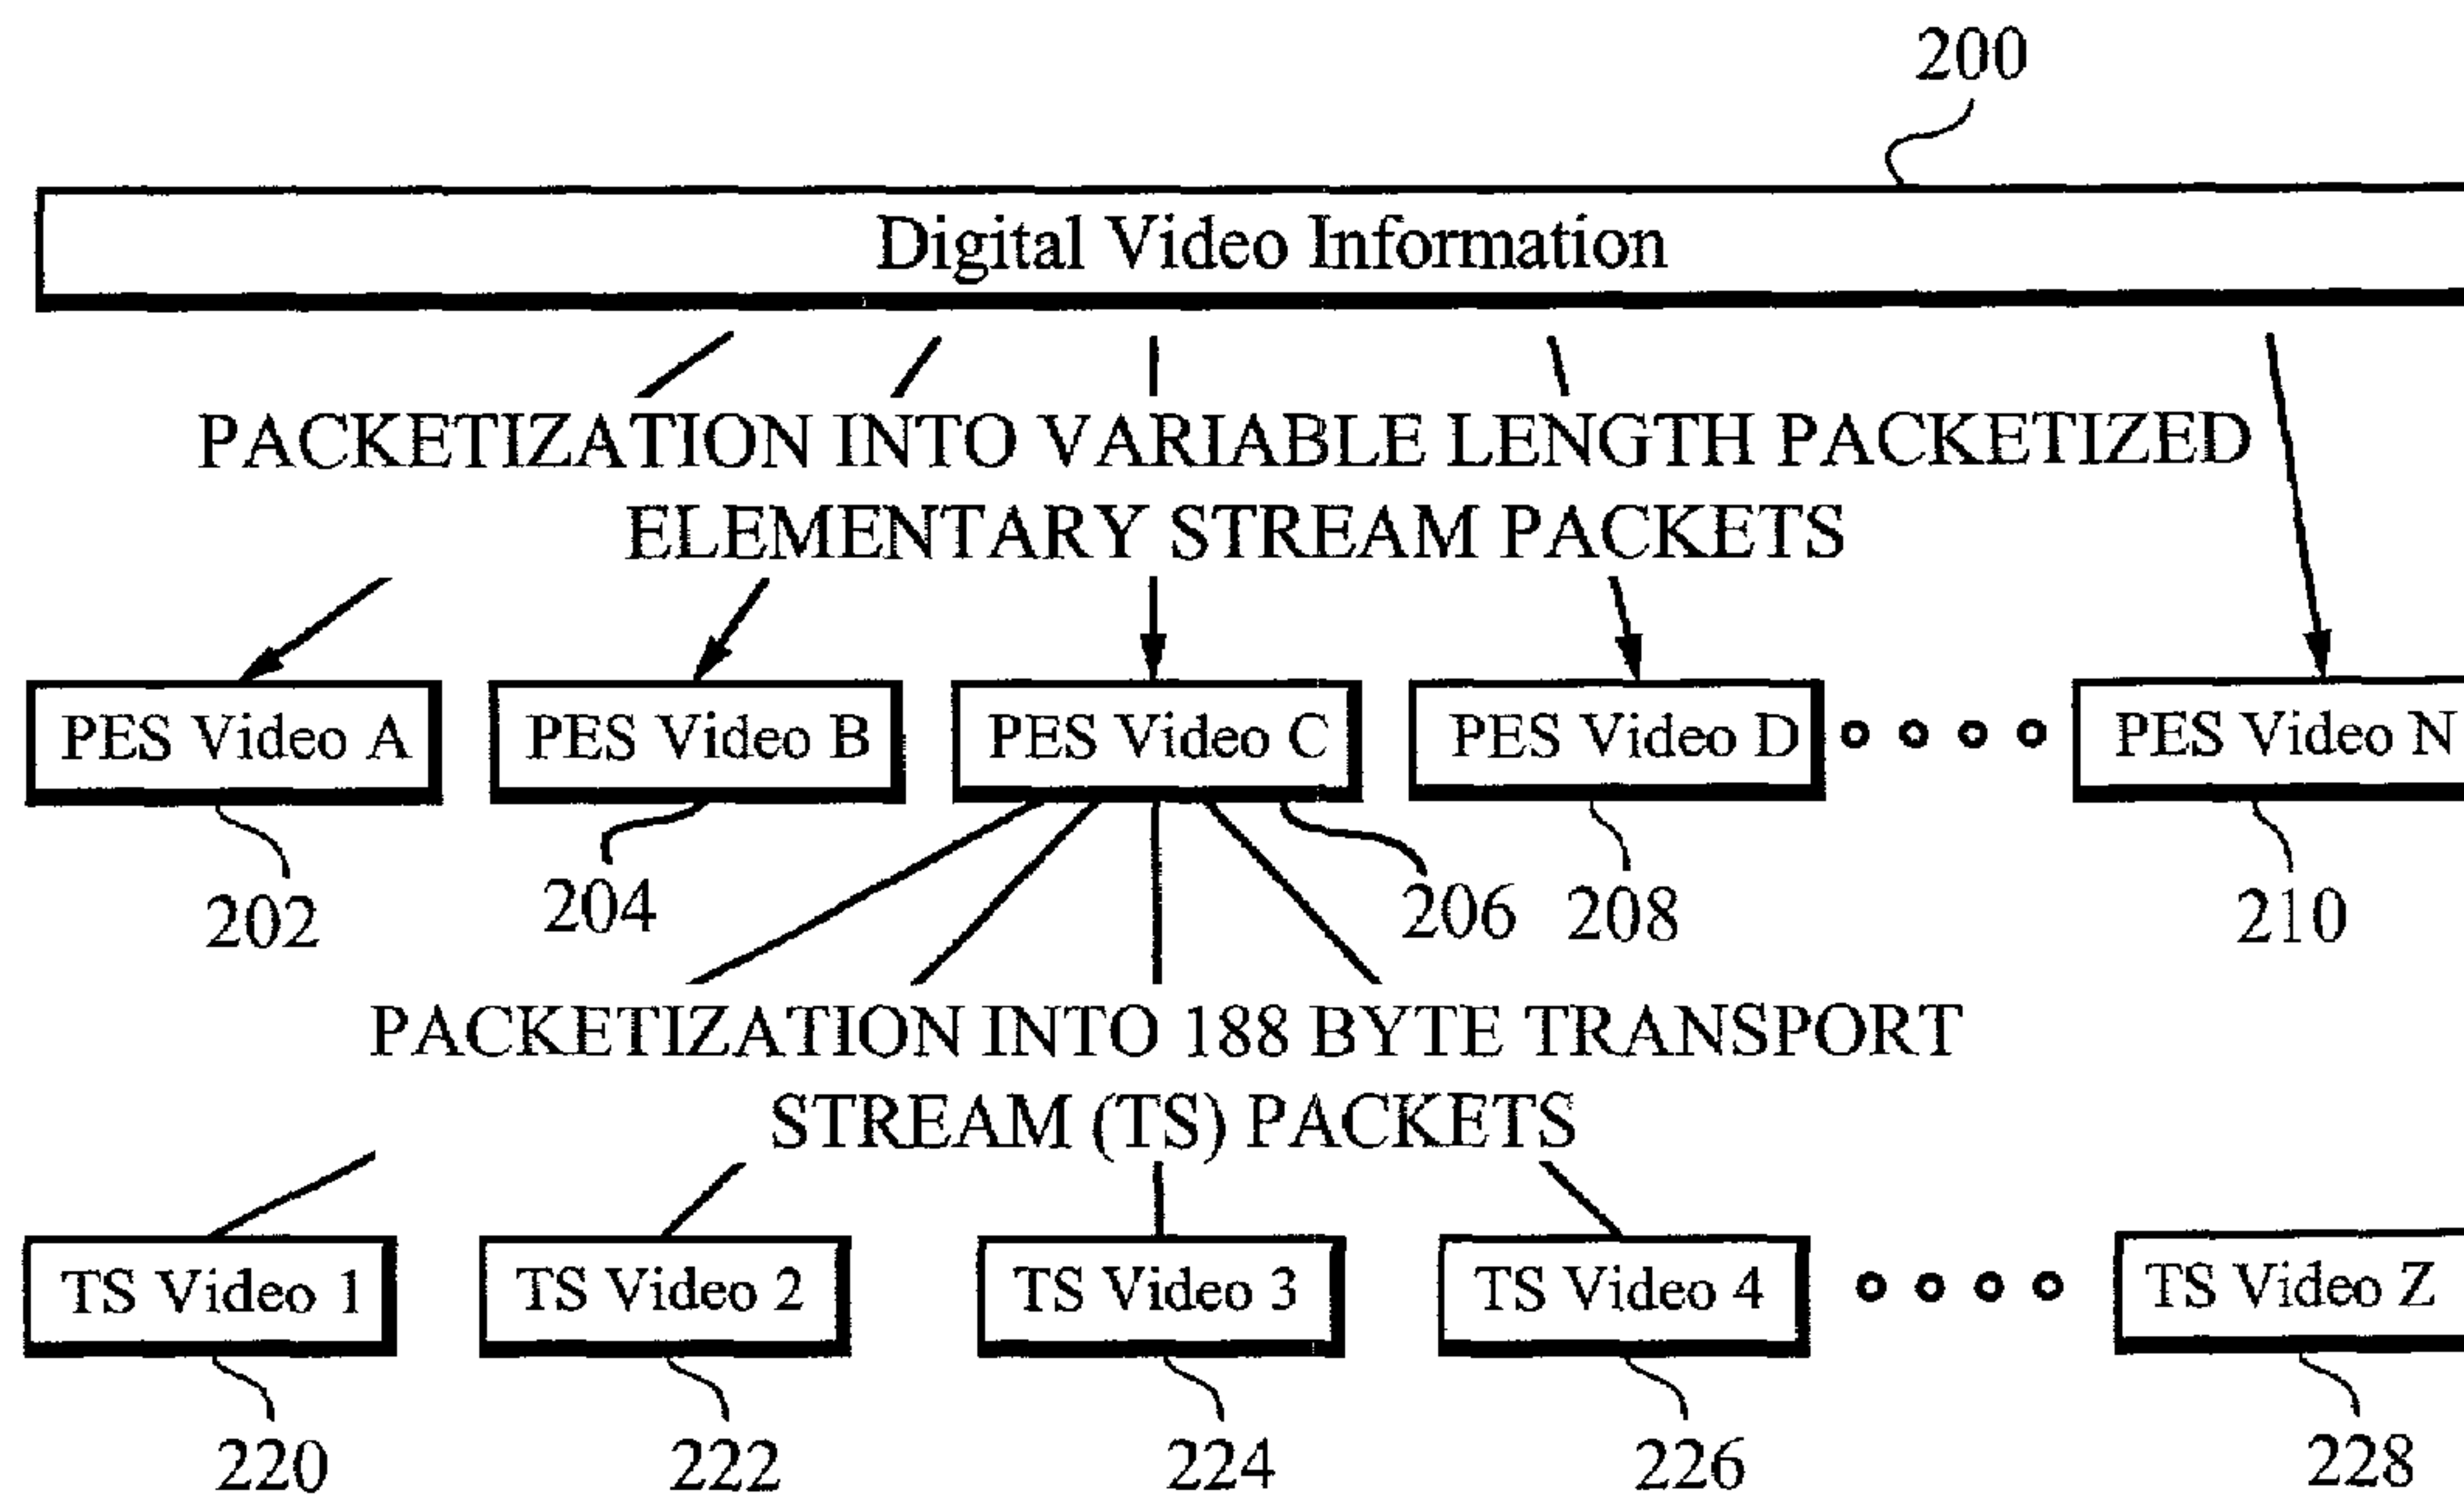 200
Digital Video Information
PACKETIZATION INTO VARIABLE LENGTH PACKETIZED
ELEMENTARY STREAM PACKETS
PES Video A
PES Video B
PES Video C
PES Video D
PES Video N
202
204
206
208
210
PACKETIZATION INTO 188 BYTE TRANSPORT
STREAM (TS) PACKETS
TS Video 1
TS Video 2
TS Video 3
TS Video 4
TS Video Z
220
222
224
226
228